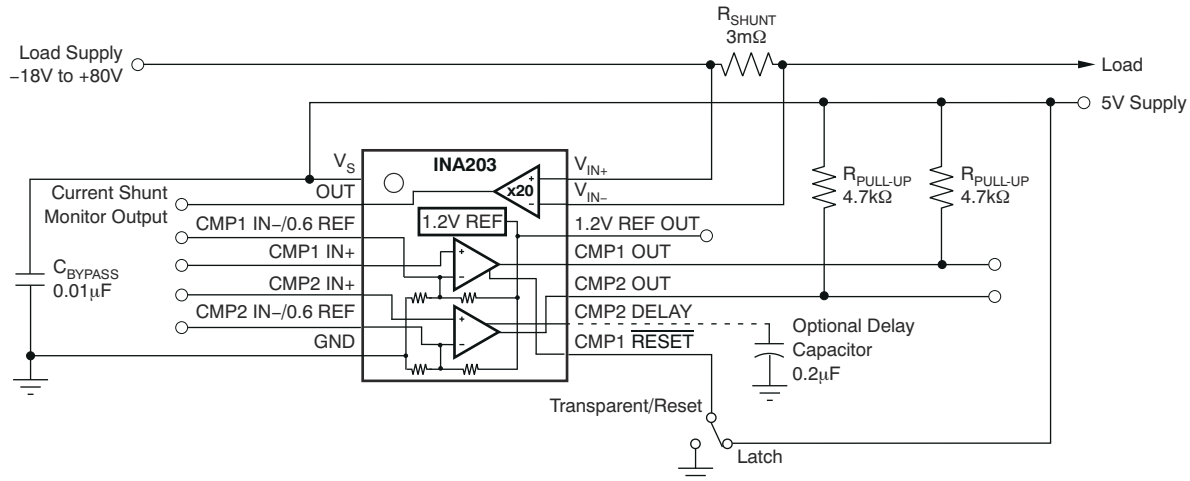 R_SHUNT
3mΩ
Load Supply
−18V to +80V
Load
5V Supply
V_S
INA203
V_IN+
R_PULL-UP
4.7kΩ
R_PULL-UP
4.7kΩ
Current Shunt
Monitor Output
OUT
x20
V_IN−
CMP1 IN−/0.6 REF
1.2V REF
1.2V REF OUT
CMP1 IN+
CMP1 OUT
C_BYPASS
0.01μF
CMP2 IN+
CMP2 OUT
CMP2 IN−/0.6 REF
CMP2 DELAY
GND
CMP1 RESET
Optional Delay
Capacitor
0.2μF
Transparent/Reset
Latch